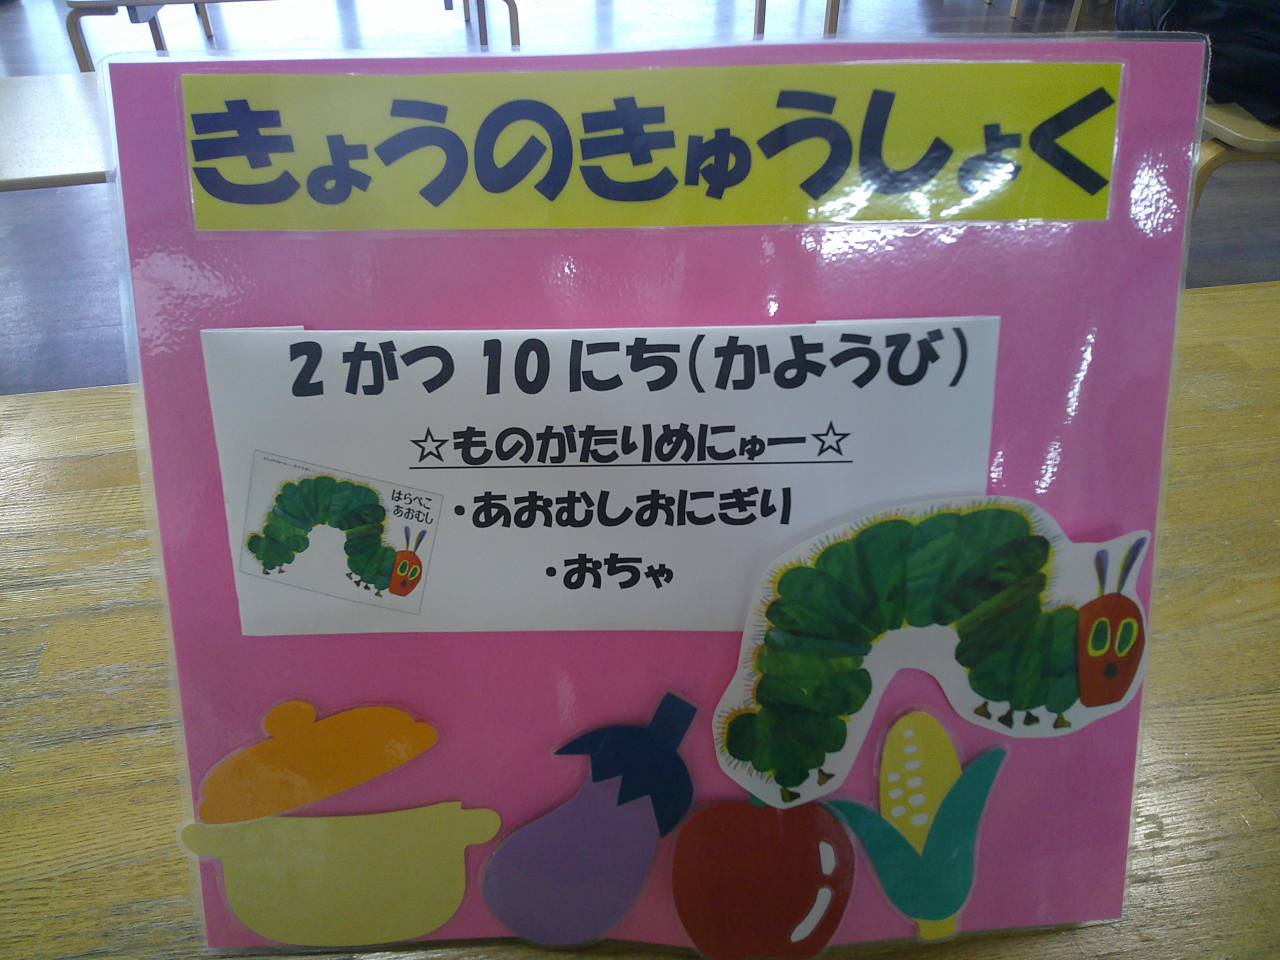 きょうのきゅうしょく
2がつ10にち(かようび)
☆ものがたりめにゅー☆
はらぺこ
あおむし
・あおむしおにぎり
・おちゃ